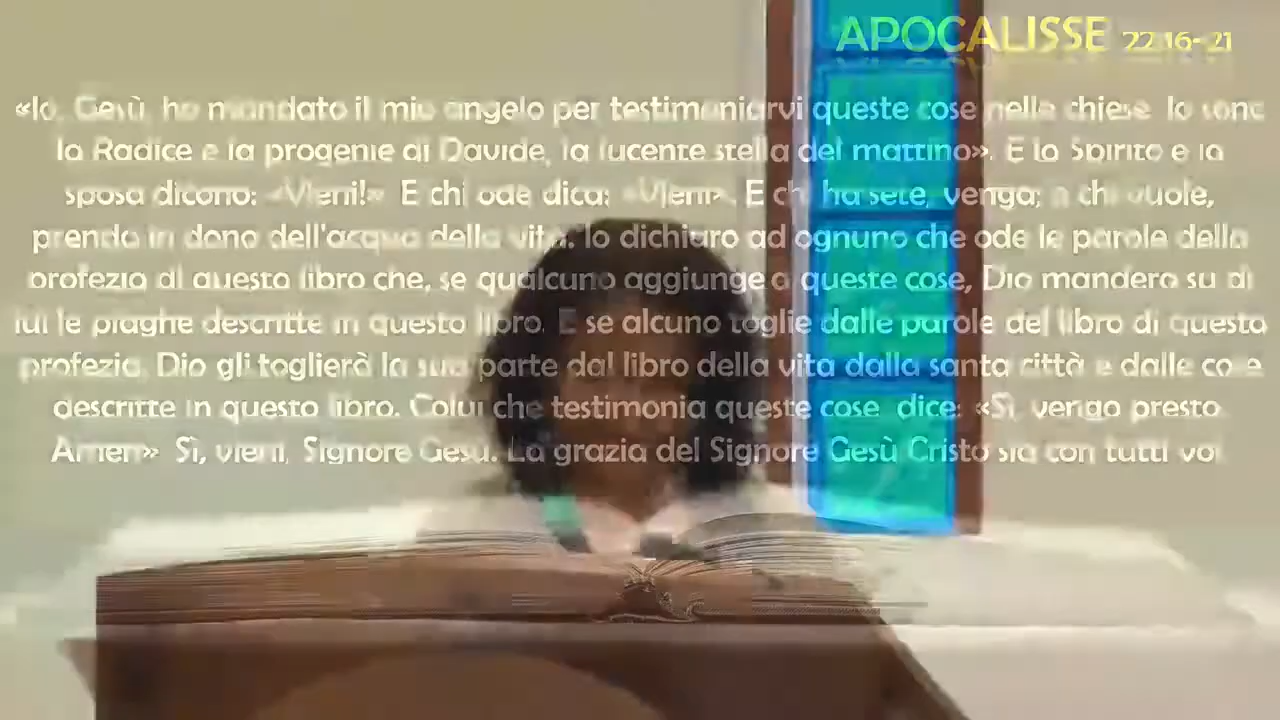 APOCALISSE 22:16-21
«Io, Gesù, ho mandato il mio angelo per testimoniarvi queste cose nelle chiese. Io sono
la Radice e la progenie di Davide, la lucente stella del mattino». E lo Spirito e la
sposa dicono: «Vieni!». E chi ode dica: «Vieni». E chi ha sete, venga; e chi vuole,
prenda in dono dell'acqua della vita. Io dichiaro ad ognuno che ode le parole della
profezia di questo libro che, se qualcuno aggiunge a queste cose, Dio manderà su di
lui le piaghe descritte in questo libro. E se alcuno toglie dalle parole del libro di questa
profezia, Dio gli toglierà la sua parte dal libro della vita dalla santa città e dalle cose
descritte in questo libro. Colui che testimonia queste cose, dice: «Sì, vengo presto.
Amen». Sì, vieni, Signore Gesù. La grazia del Signore Gesù Cristo sia con tutti voi.